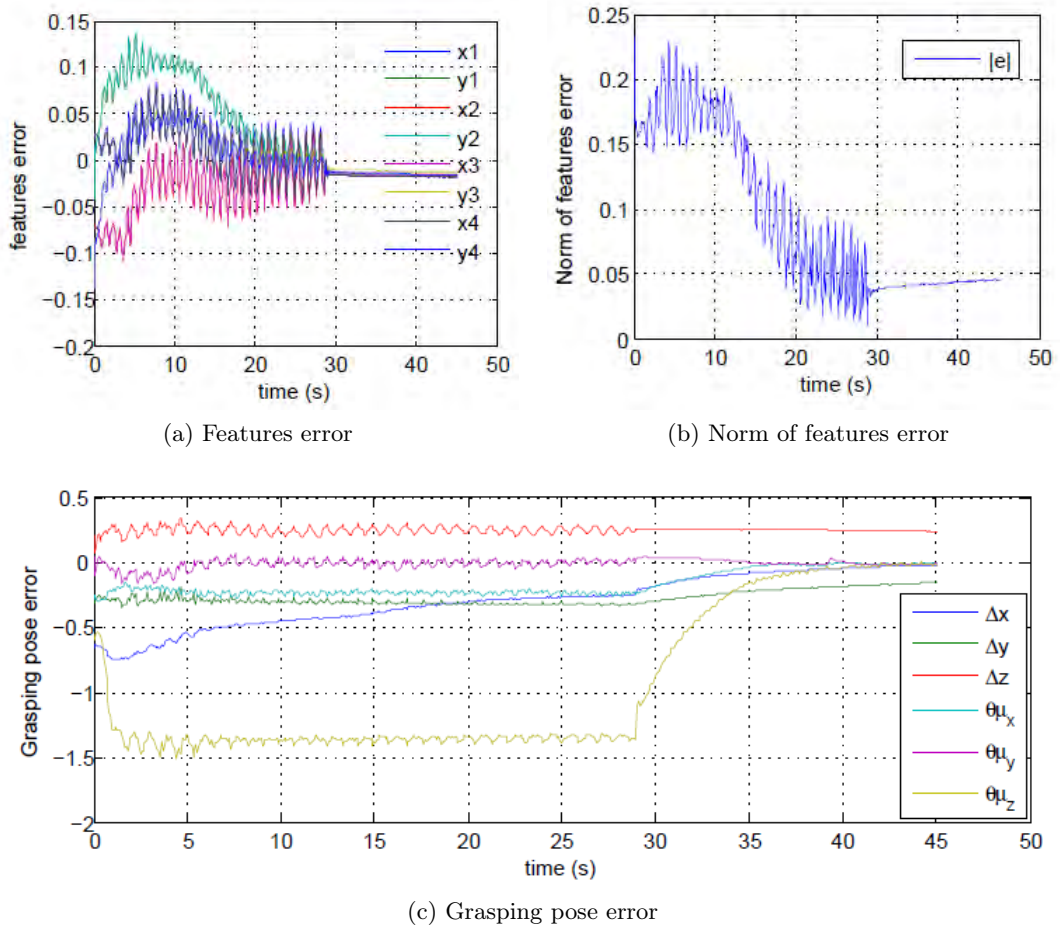 0.15
0.1
0.05
0
−0.05
−0.1
−0.15
−0.2
features error
0 10 20 30 40 50
time (s)
x1
y1
x2
y2
x3
y3
x4
y4
(a) Features error
0.25
0.2
0.15
0.1
0.05
0
Norm of features error
0 10 20 30 40 50
time (s)
|e|
(b) Norm of features error
0.5
0
−0.5
−1
−1.5
−2
Grasping pose error
0 5 10 15 20 25 30 35 40 45 50
time (s)
Δx
Δy
Δz
θμ_x
θμ_y
θμ_z
(c) Grasping pose error